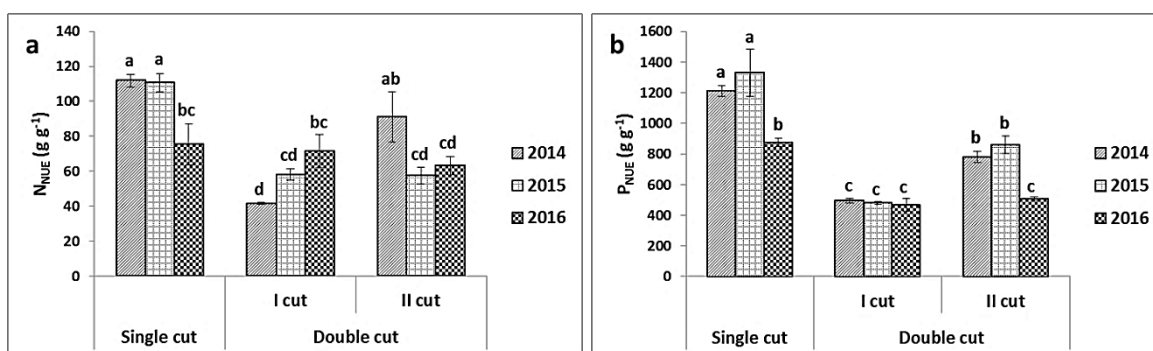 a
N_NUE (g g⁻¹)
140
120
100
80
60
40
20
0
a a bc
d cd bc
ab cd cd
2014
2015
2016
I cut II cut
Single cut Double cut
b
P_NUE (g g⁻¹)
1600
1400
1200
1000
800
600
400
200
0
a a b
c c c
b b c
2014
2015
2016
I cut II cut
Single cut Double cut